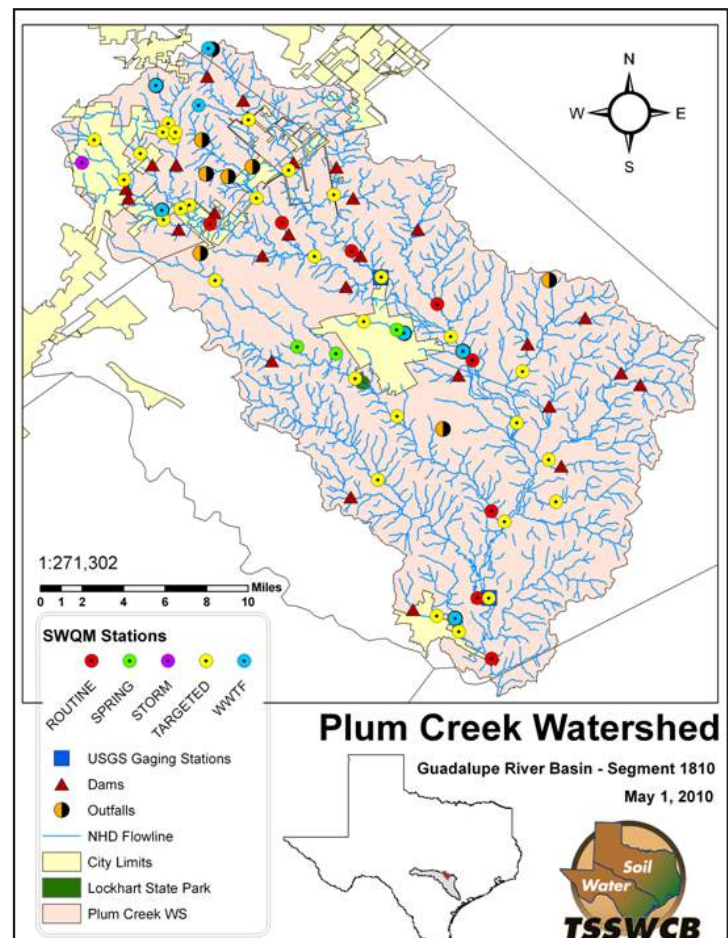 N
W E
S
1:271,302
Miles
0 1 2 4 6 8 10
SWQM Stations
ROUTINE
SPRING
STORM
TARGETED
WWTF
USGS Gaging Stations
Dams
Outfalls
NHD Flowline
City Limits
Lockhart State Park
Plum Creek WS
Plum Creek Watershed
Guadalupe River Basin - Segment 1810
May 1, 2010
Soil
Water
TSSWCB